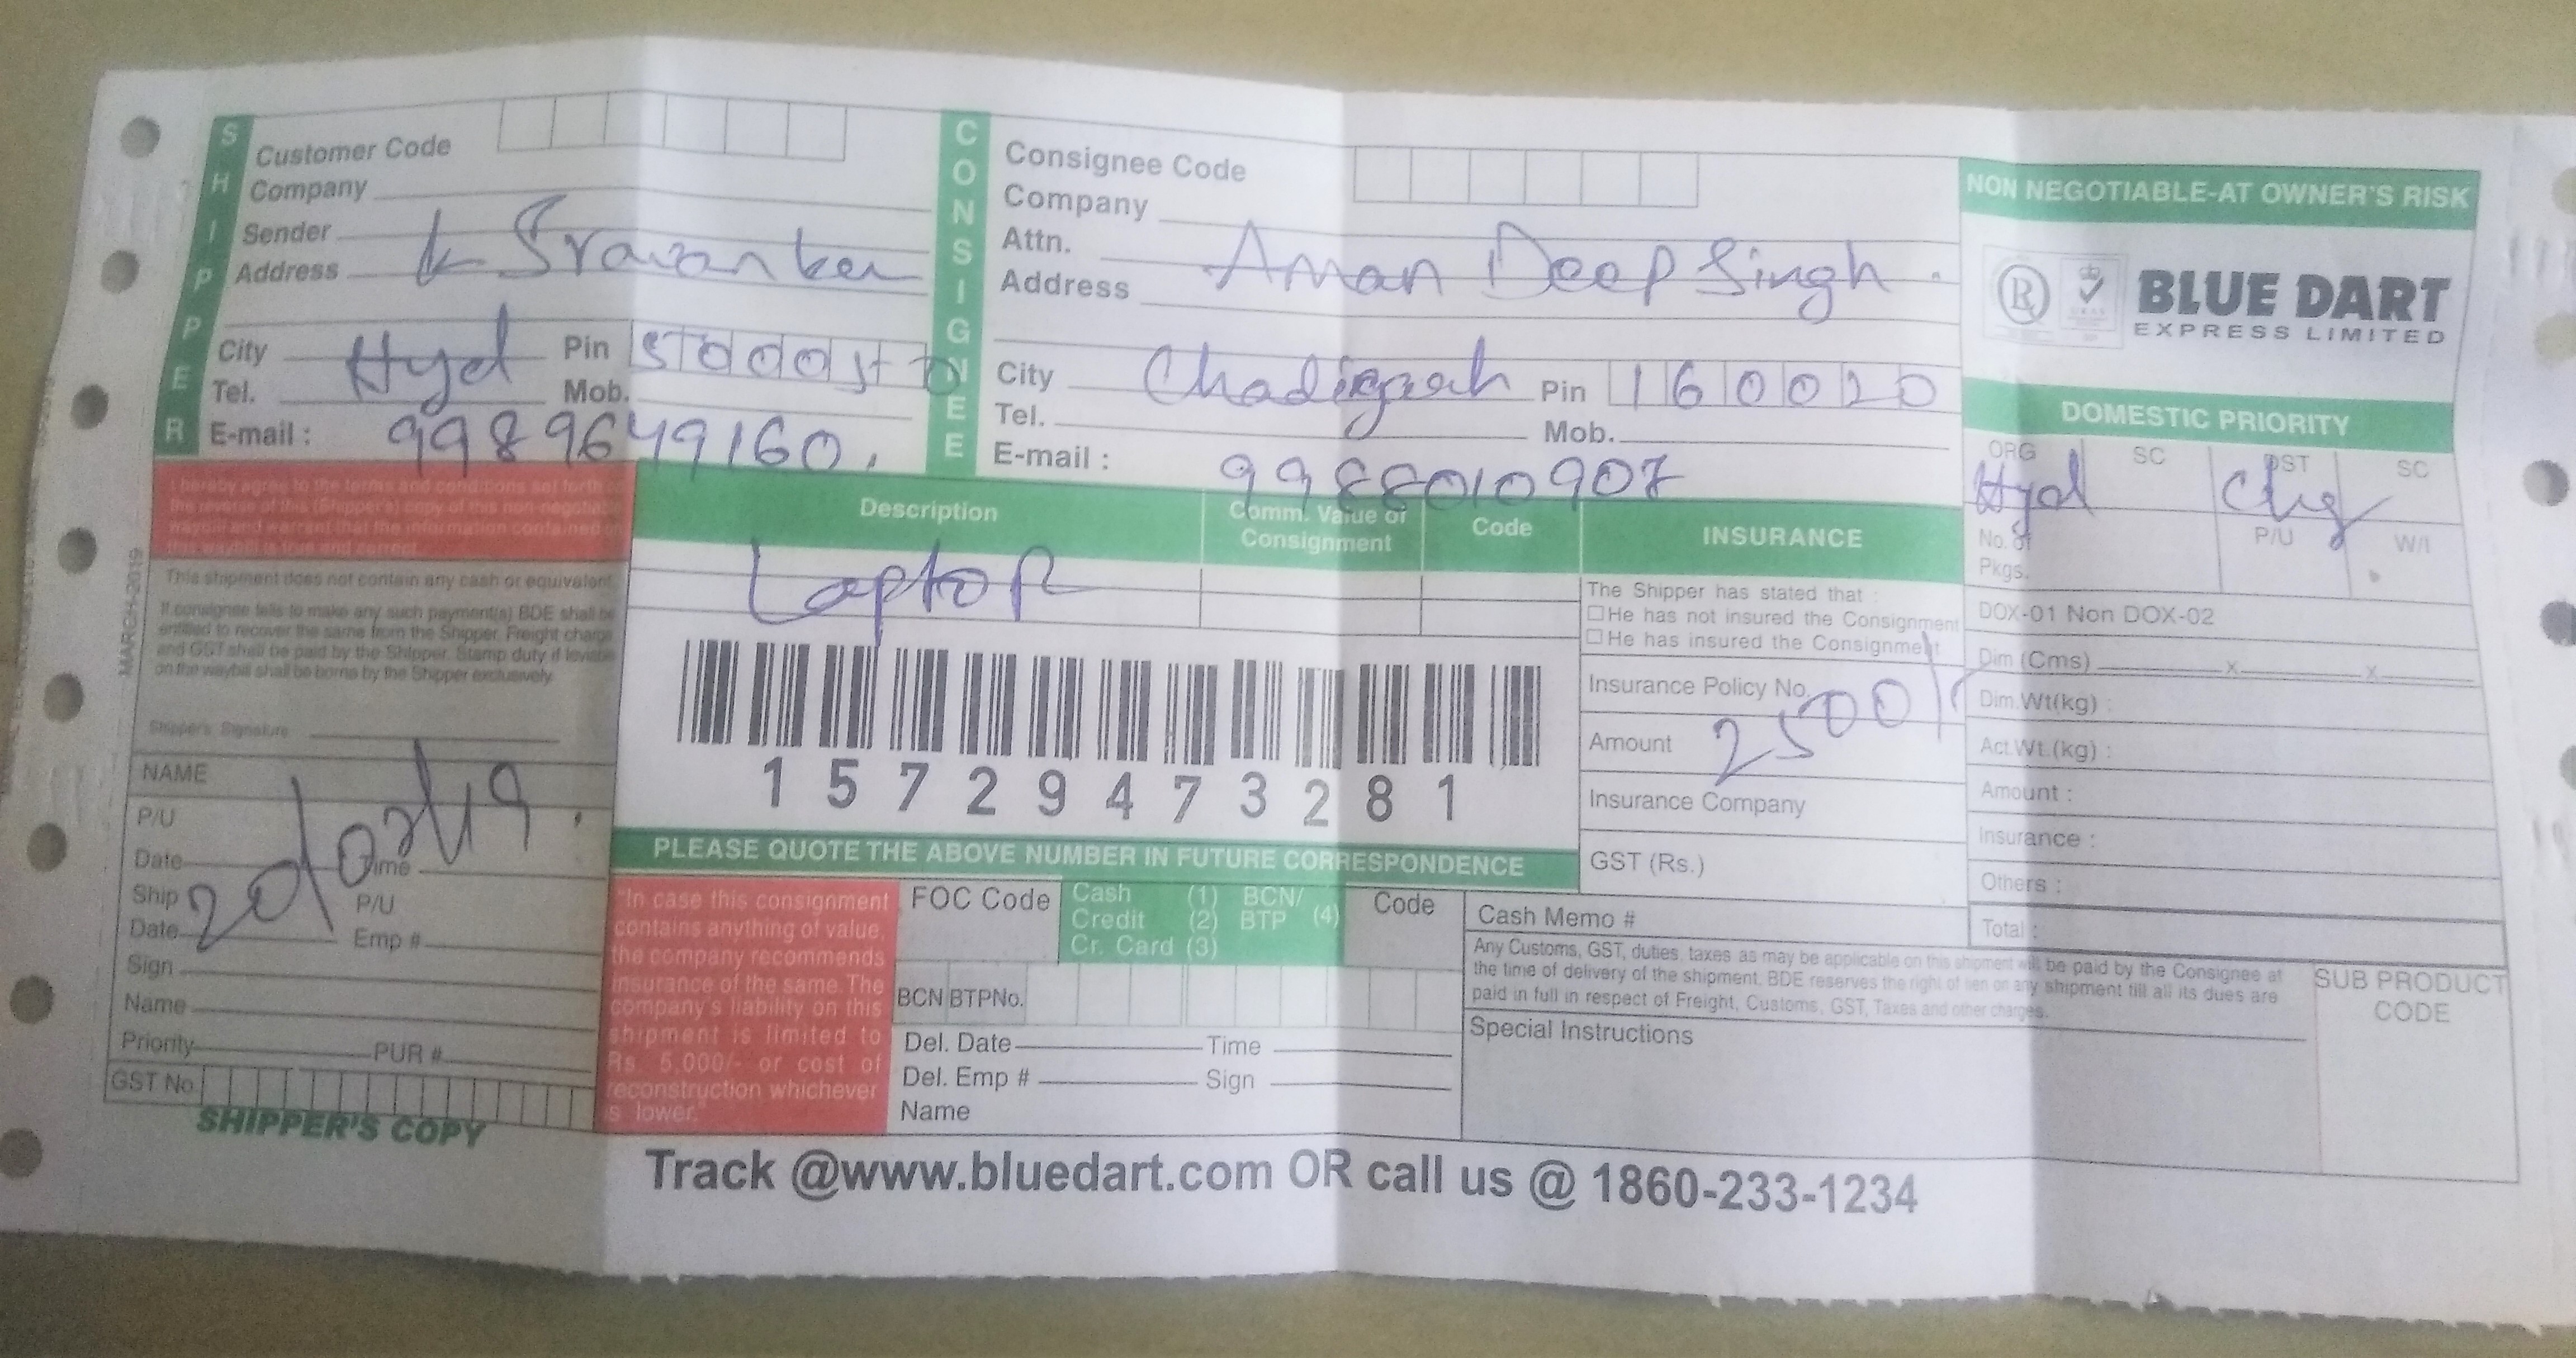 SHIPPER
Customer Code
Company
Sender
Address K Sravanker
City Hyd Pin
Tel. Mob.
E-mail : 9989649160.
CONSIGNEE
Consignee Code
Company
Attn.
Address Aman Deep Singh.
City Chadigarh Pin 160020
Tel. Mob.
E-mail : 9988010907
NON NEGOTIABLE-AT OWNER'S RISK
BLUE DART
EXPRESS LIMITED
DOMESTIC PRIORITY
ORG SC DST SC
Hyd Chg
No. of Pkgs. P/U W/I
DOX-01 Non DOX-02
Dim (Cms) x x
Dim.Wt(kg) :
Act.Wt.(kg) :
Amount :
Insurance :
Others :
Total :
I hereby agree to the terms and conditions set forth on
the reverse of this (Shipper's) copy of this non-negotiable
waybill and warrant that the information contained on
this waybill is true and correct.
This shipment does not contain any cash or equivalent.
If consignee fails to make any such payment(s) BDE shall be
entitled to recover the same from the Shipper. Freight charge
and GST shall be paid by the Shipper. Stamp duty if leviable
on the waybill shall be borne by the Shipper exclusively.
Shipper's Signature
NAME
P/U
Date Time
Ship P/U
Date Emp #
20/07/19.
Sign
Name
Priority PUR #
GST No.
SHIPPER'S COPY
MARCH-2019
Description Comm. Value of Consignment Code
Laptop
15729473281
PLEASE QUOTE THE ABOVE NUMBER IN FUTURE CORRESPONDENCE
INSURANCE
The Shipper has stated that :
He has not insured the Consignment
He has insured the Consignment
Insurance Policy No.
Amount 2500/-
Insurance Company
GST (Rs.)
"In case this consignment
contains anything of value,
the company recommends
insurance of the same. The
company's liability on this
shipment is limited to
Rs. 5,000/- or cost of
reconstruction whichever
is lower."
FOC Code
Cash (1) BCN/
Credit (2) BTP (4)
Cr. Card (3)
Code
BCN BTPNo.
Del. Date Time
Del. Emp # Sign
Name
Cash Memo #
Any Customs, GST, duties, taxes as may be applicable on this shipment will be paid by the Consignee at
the time of delivery of the shipment. BDE reserves the right of lien on any shipment till all its dues are
paid in full in respect of Freight, Customs, GST, Taxes and other charges.
Special Instructions
SUB PRODUCT
CODE
Track @www.bluedart.com OR call us @ 1860-233-1234